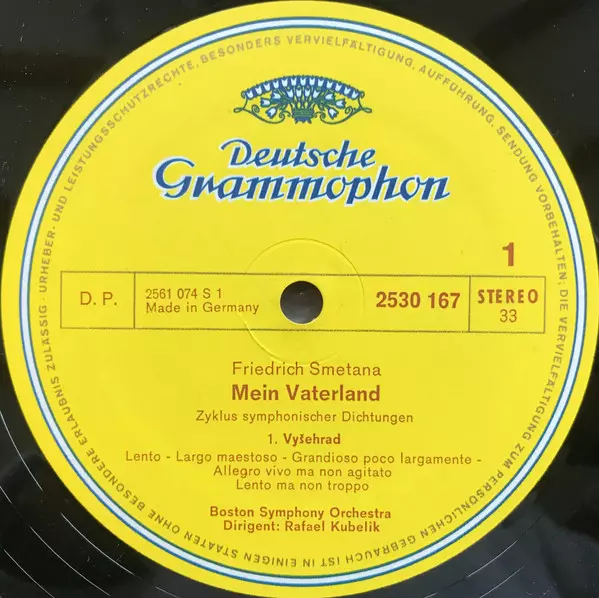 URHEBER- UND LEISTUNGSSCHUTZRECHTE, BESONDERS VERVIELFÄLTIGUNG, AUFFÜHRUNG, SENDUNG VORBEHALTEN; DIE VERVIELFÄLTIGUNG ZUM PERSÖNLICHEN GEBRAUCH IST IN EINIGEN STAATEN OHNE BESONDERE ERLAUBNIS ZULÄSSIG ·
Deutsche
Grammophon
1
D. P.
2561 074 S 1
Made in Germany
2530 167
STEREO
33
Friedrich Smetana
Mein Vaterland
Zyklus symphonischer Dichtungen
1. Vyšehrad
Lento - Largo maestoso - Grandioso poco largamente -
Allegro vivo ma non agitato
Lento ma non troppo
Boston Symphony Orchestra
Dirigent: Rafael Kubelik